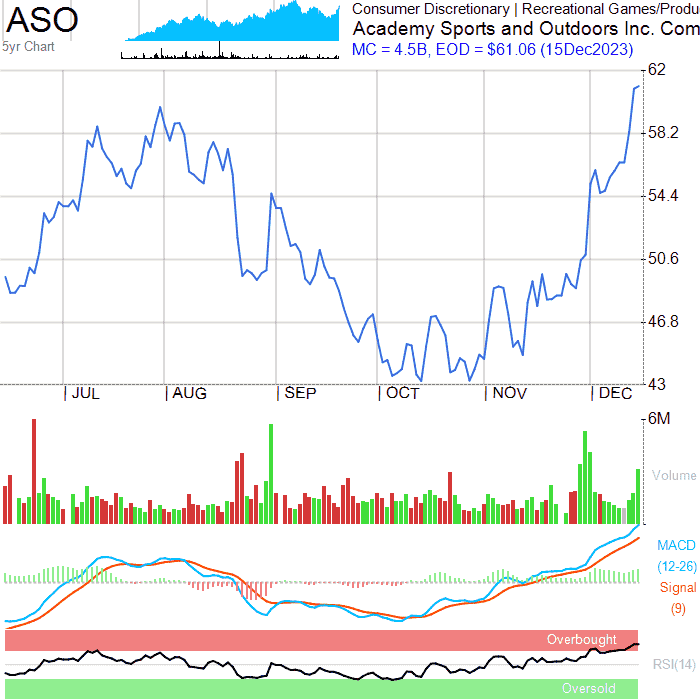 ASO
Consumer Discretionary | Recreational Games/Produ
5yr Chart
Academy Sports and Outdoors Inc. Com
MC = 4.5B, EOD = $61.06 (15Dec2023)
62
58.2
54.4
50.6
46.8
43
JUL AUG SEP OCT NOV DEC
6M
Volume
MACD
(12-26)
Signal
(9)
Overbought
RSI(14)
Oversold